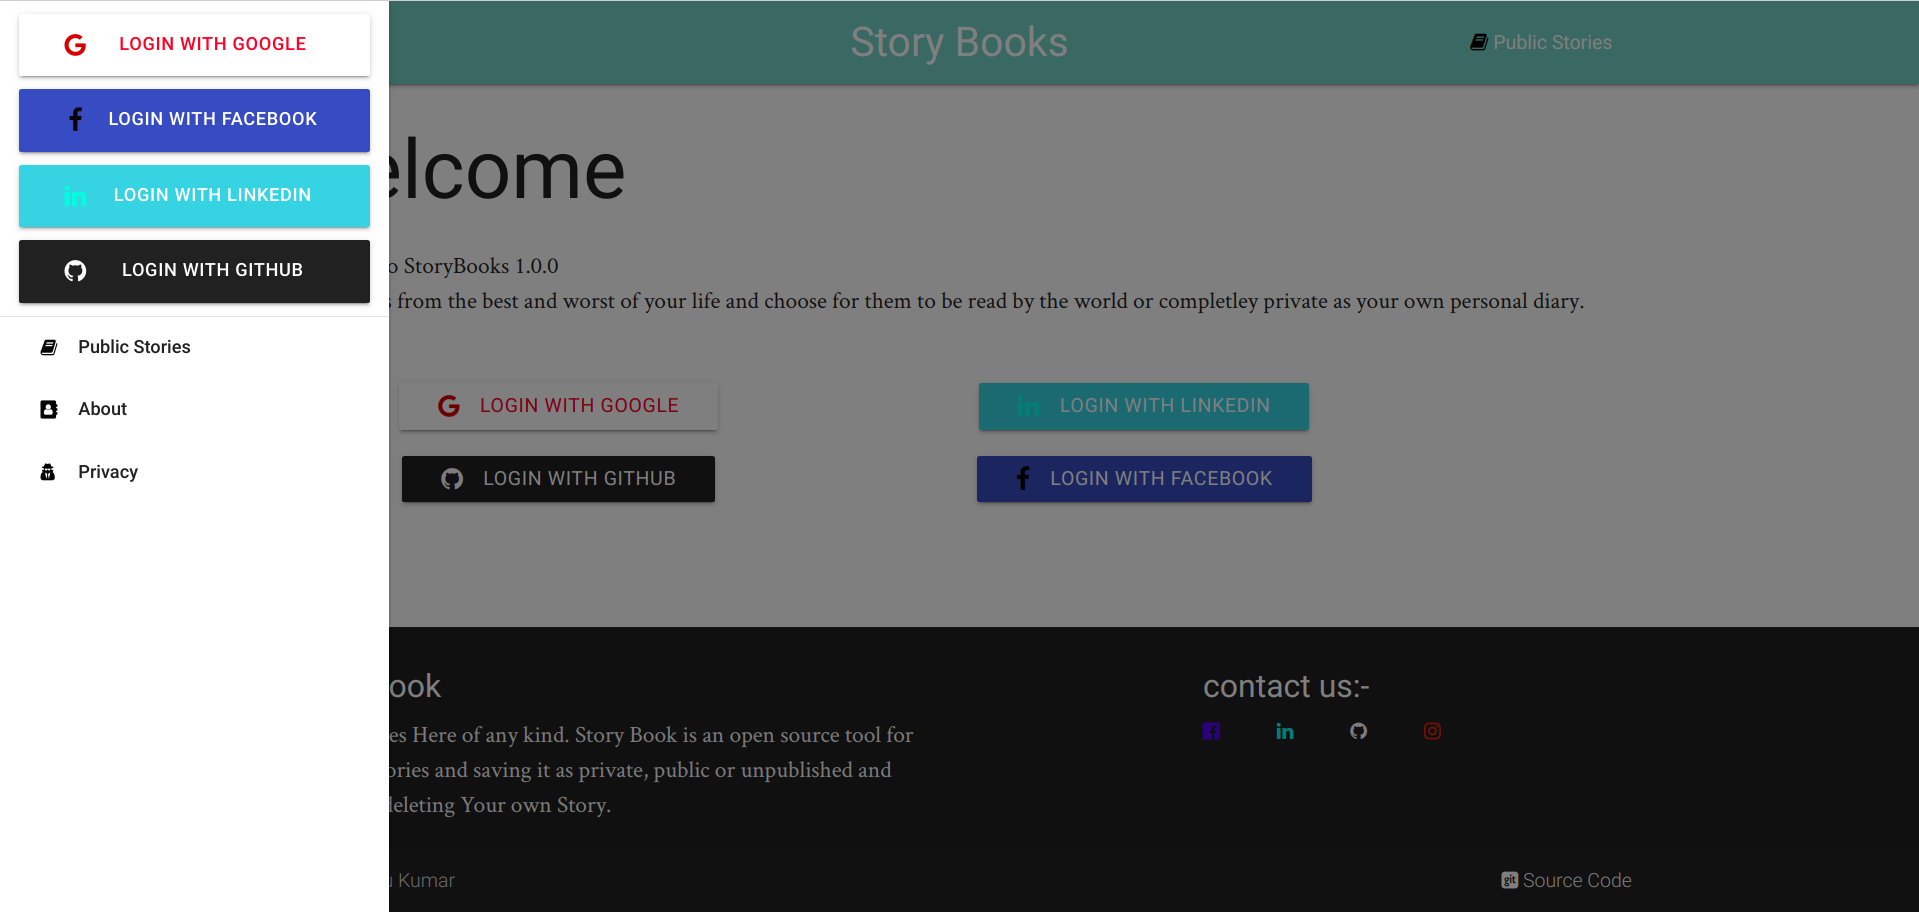 LOGIN WITH GOOGLE
LOGIN WITH FACEBOOK
LOGIN WITH LINKEDIN
LOGIN WITH GITHUB
Public Stories
About
Privacy
Story Books
Public Stories
elcome
o StoryBooks 1.0.0
from the best and worst of your life and choose for them to be read by the world or completley private as your own personal diary.
LOGIN WITH GOOGLE
LOGIN WITH LINKEDIN
LOGIN WITH GITHUB
LOGIN WITH FACEBOOK
ook
es Here of any kind. Story Book is an open source tool for
ories and saving it as private, public or unpublished and
deleting Your own Story.
contact us:-
Kumar
git Source Code